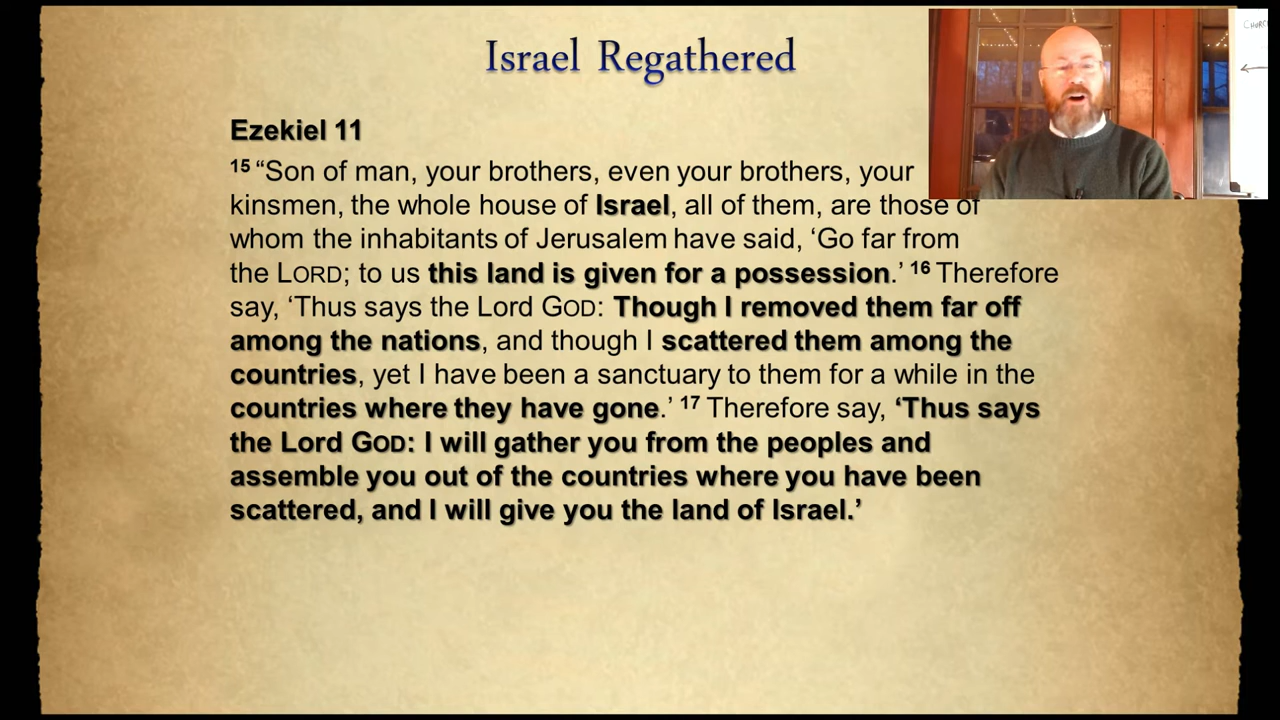 Israel Regathered
Ezekiel 11
15 “Son of man, your brothers, even your brothers, your
kinsmen, the whole house of Israel, all of them, are those of
whom the inhabitants of Jerusalem have said, ‘Go far from
the LORD; to us this land is given for a possession.’ 16 Therefore
say, ‘Thus says the Lord GOD: Though I removed them far off
among the nations, and though I scattered them among the
countries, yet I have been a sanctuary to them for a while in the
countries where they have gone.’ 17 Therefore say, ‘Thus says
the Lord GOD: I will gather you from the peoples and
assemble you out of the countries where you have been
scattered, and I will give you the land of Israel.’